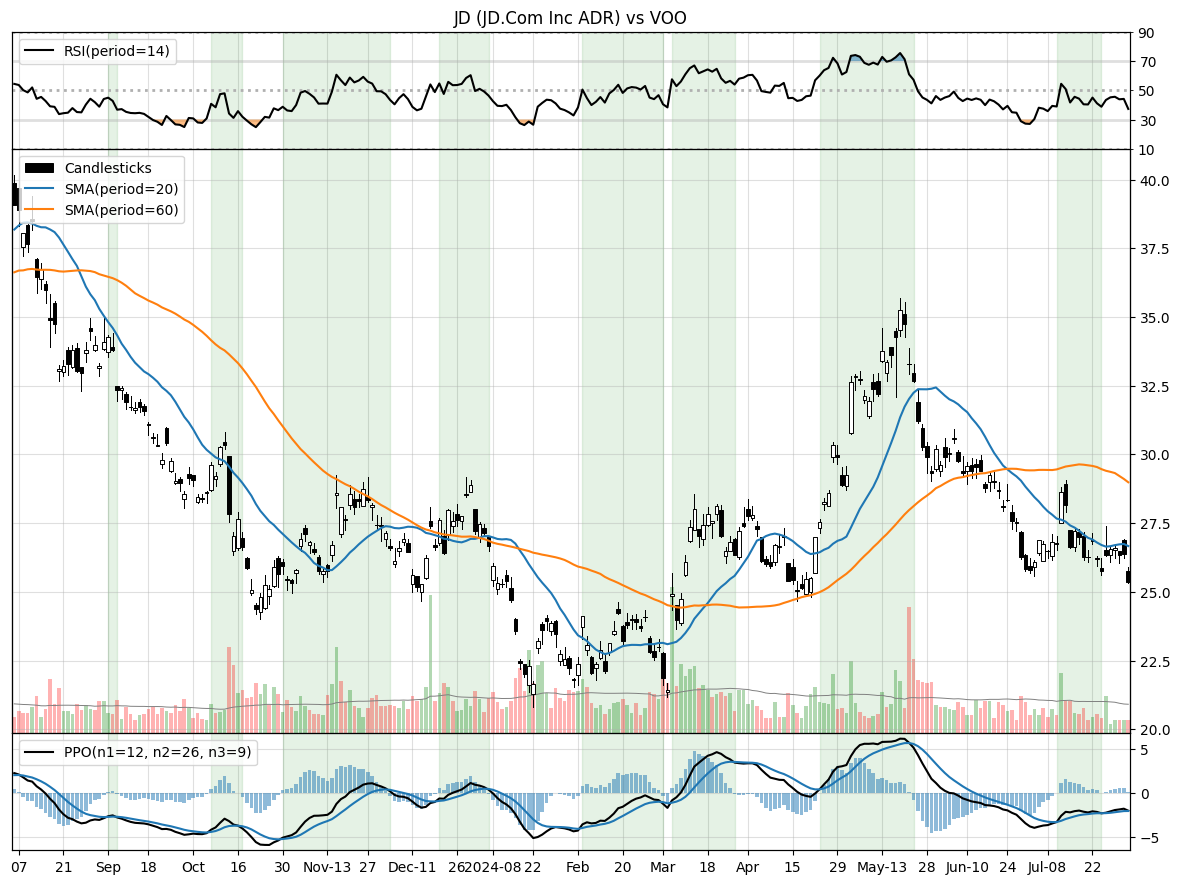 JD (JD.Com Inc ADR) vs VOO
RSI(period=14)
90
70
50
30
10
Candlesticks
SMA(period=20)
SMA(period=60)
40.0
37.5
35.0
32.5
30.0
27.5
25.0
22.5
20.0
PPO(n1=12, n2=26, n3=9)
5
0
−5
07 21 Sep 18 Oct 16 30 Nov-13 27 Dec-11 26 2024-08 22 Feb 20 Mar 18 Apr 15 29 May-13 28 Jun-10 24 Jul-08 22